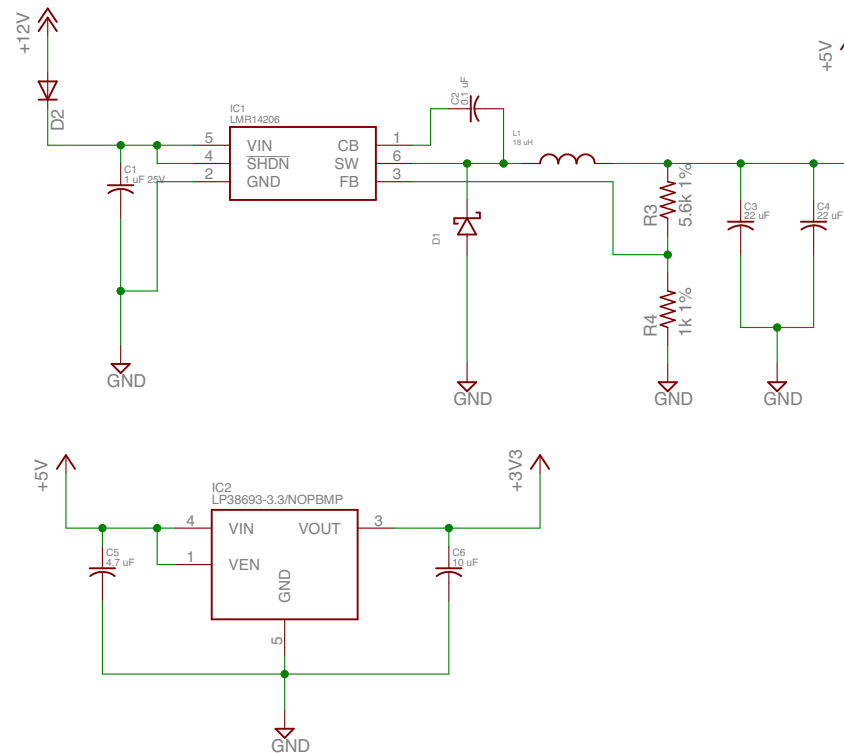 +12V
+5V
D2
IC1
LMR14206
5
VIN
CB
1
4
SHDN
SW
6
2
GND
FB
3
C1
1 uF 25V
C2
0.1 uF
L1
18 uH
D1
R3
5.6k 1%
R4
1k 1%
C3
22 uF
C4
22 uF
GND
GND
GND
GND
+5V
+3V3
IC2
LP38693-3.3/NOPBMP
4
VIN
VOUT
3
1
VEN
GND
5
C5
4.7 uF
C6
10 uF
GND